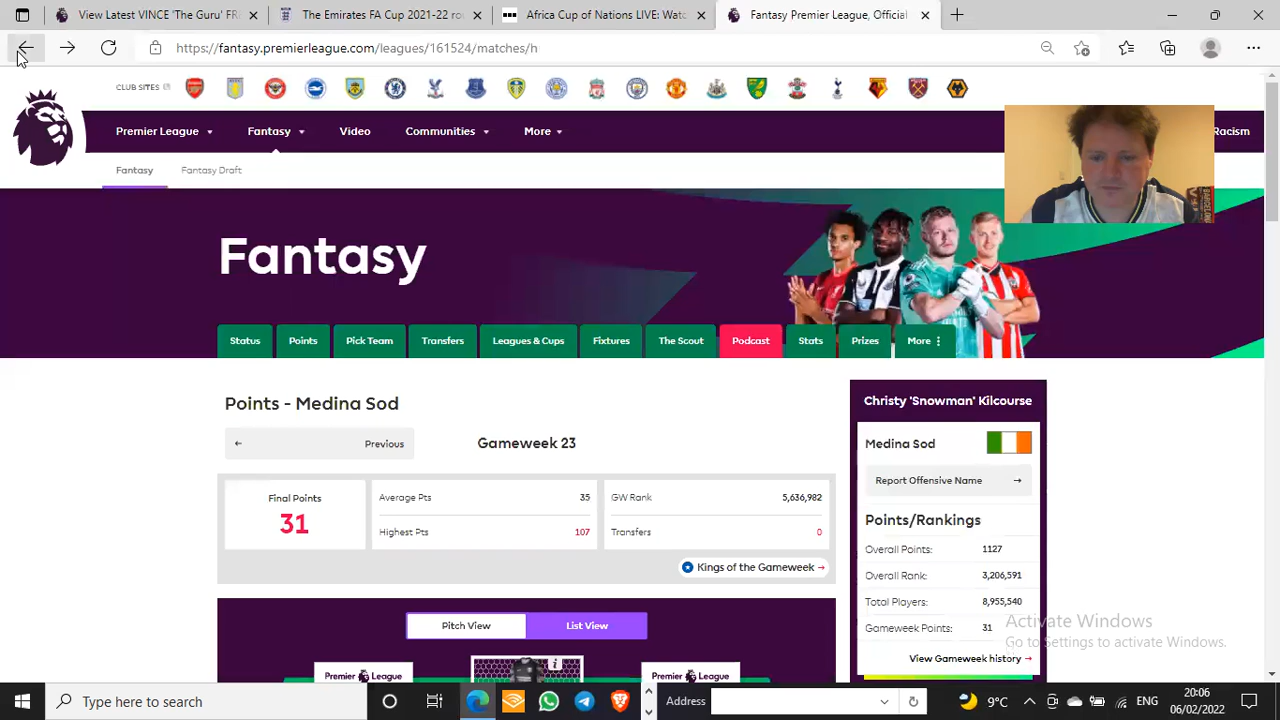 View Latest 'The Guru' FR
FA Cup 2021-22 roun
African Cup of Nations LIVE: Watc
Fantasy Premier League, Official
https://fantasy.premierleague.com/leagues/161524/matches/h
CLUB SITES
Premier League
Fantasy
Video
Communities
More
Racism
Fantasy
Fantasy Draft
Fantasy
Status
Points
Pick Team
Transfers
Leagues & Cups
Fixtures
The Scout
Podcast
Stats
Prizes
More
Points - Medina Sod
← Previous
Gameweek 23
Final Points
31
Average Pts 35
Highest Pts 107
GW Rank 5,636,982
Transfers 0
Kings of the Gameweek →
Pitch View
List View
Premier League
Premier League
Christy 'Snowman' Kilcourse
Medina Sod
Report Offensive Name →
Points/Rankings
Overall Points: 1127
Overall Rank: 3,206,591
Total Players: 8,955,540
Gameweek Points: 31
View Gameweek history →
Activate Windows
Go to Settings to activate Windows.
Type here to search
Address
9°C
ENG
20:06
06/02/2022